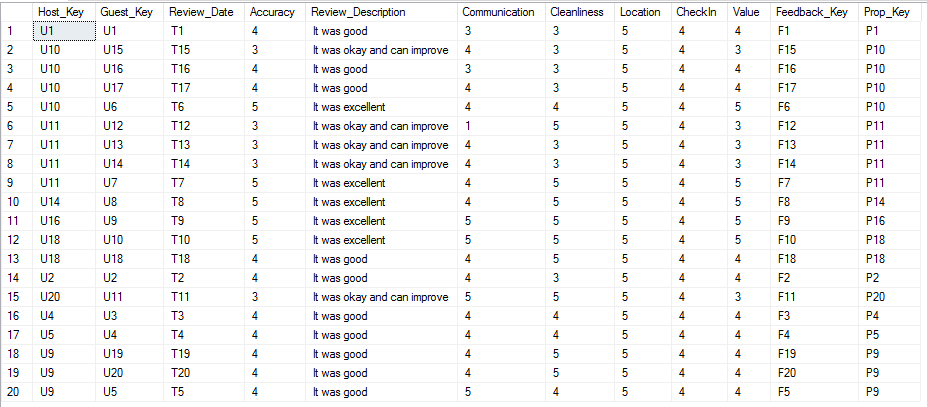 Host_Key Guest_Key Review_Date Accuracy Review_Description Communication Cleanliness Location CheckIn Value Feedback_Key Prop_Key
1 U1 U1 T1 4 It was good 3 3 5 4 4 F1 P1
2 U10 U15 T15 3 It was okay and can improve 4 3 5 4 3 F15 P10
3 U10 U16 T16 4 It was good 3 3 5 4 4 F16 P10
4 U10 U17 T17 4 It was good 4 3 5 4 4 F17 P10
5 U10 U6 T6 5 It was excellent 4 4 5 4 5 F6 P10
6 U11 U12 T12 3 It was okay and can improve 1 5 5 4 3 F12 P11
7 U11 U13 T13 3 It was okay and can improve 4 3 5 4 3 F13 P11
8 U11 U14 T14 3 It was okay and can improve 4 3 5 4 3 F14 P11
9 U11 U7 T7 5 It was excellent 4 5 5 4 5 F7 P11
10 U14 U8 T8 5 It was excellent 4 5 5 4 5 F8 P14
11 U16 U9 T9 5 It was excellent 5 5 5 4 5 F9 P16
12 U18 U10 T10 5 It was excellent 5 5 5 4 5 F10 P18
13 U18 U18 T18 4 It was good 4 5 5 4 4 F18 P18
14 U2 U2 T2 4 It was good 4 3 5 4 4 F2 P2
15 U20 U11 T11 3 It was okay and can improve 5 5 5 4 3 F11 P20
16 U4 U3 T3 4 It was good 4 4 5 4 4 F3 P4
17 U5 U4 T4 4 It was good 4 4 5 4 4 F4 P5
18 U9 U19 T19 4 It was good 4 5 5 4 4 F19 P9
19 U9 U20 T20 4 It was good 4 5 5 4 4 F20 P9
20 U9 U5 T5 4 It was good 5 4 5 4 4 F5 P9